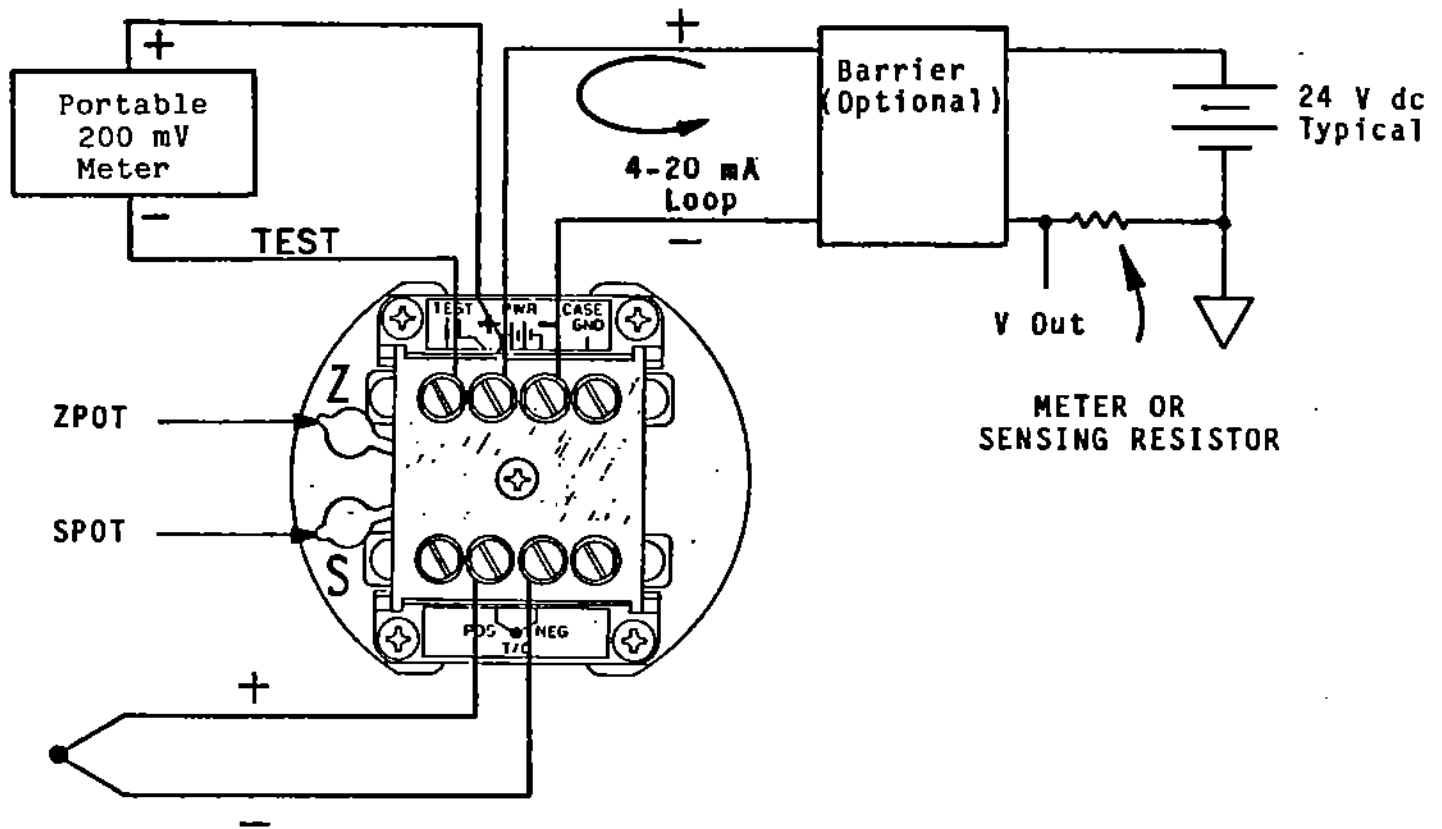 +
Portable
200 mV
Meter
−
TEST
+
4-20 mA
Loop
−
Barrier
(Optional)
24 V dc
Typical
V Out
METER OR
SENSING RESISTOR
TEST
+
PWR
−
CASE
GND
Z
ZPOT
SPOT
S
POS
NEG
T/C
+
−